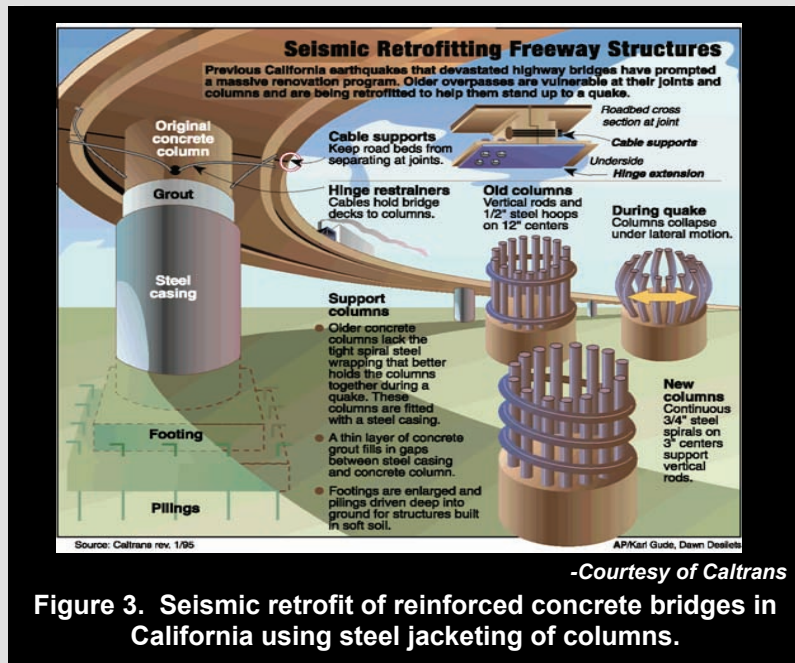 Seismic Retrofitting Freeway Structures
Previous California earthquakes that devastated highway bridges have prompted
a massive renovation program. Older overpasses are vulnerable at their joints and
columns and are being retrofitted to help them stand up to a quake.
Original
concrete
column
Grout
Steel
casing
Footing
Pilings
Cable supports
Keep road beds from
separating at joints.
Hinge restrainers
Cables hold bridge
decks to columns.
Roadbed cross
section at joint
Cable supports
Underside
Hinge extension
Old columns
Vertical rods and
1/2" steel hoops
on 12" centers
During quake
Columns collapse
under lateral motion.
Support
columns
● Older concrete
columns lack the
tight spiral steel
wrapping that better
holds the columns
together during a
quake. These
columns are fitted
with a steel casing.
● A thin layer of concrete
grout fills in gaps
between steel casing
and concrete column.
● Footings are enlarged and
pilings driven deep into
ground for structures built
in soft soil.
New
columns
Continuous
3/4" steel
spirals on
3" centers
support
vertical
rods.
Source: Caltrans rev. 1/95
AP/Karl Gude, Dawn Desilets
-Courtesy of Caltrans
Figure 3. Seismic retrofit of reinforced concrete bridges in
California using steel jacketing of columns.